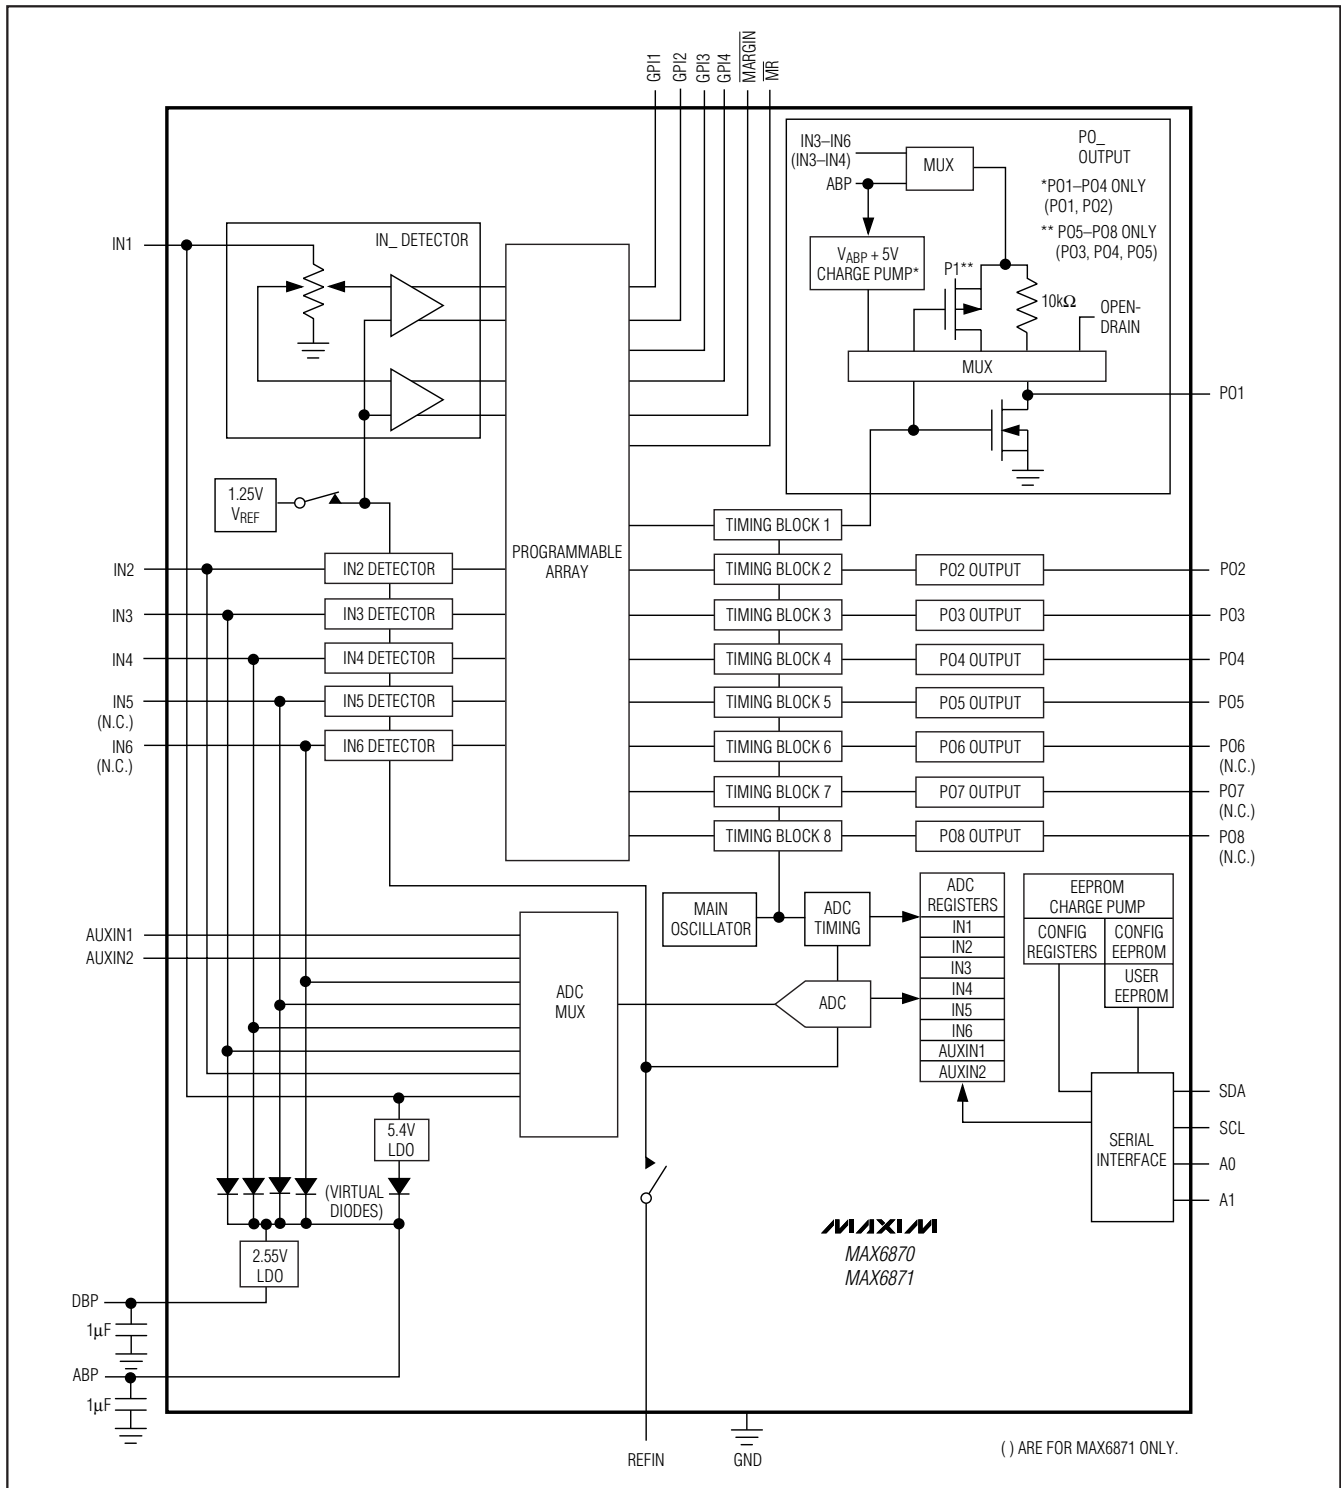 GPI1
GPI2
GPI3
GPI4
MARGIN
MR
IN3–IN6
(IN3–IN4)
ABP
MUX
PO_
OUTPUT
*PO1–PO4 ONLY
(PO1, PO2)
** PO5–PO8 ONLY
(PO3, PO4, PO5)
VABP + 5V
CHARGE PUMP*
P1**
10kΩ
OPEN-
DRAIN
MUX
PO1
IN1
IN_ DETECTOR
1.25V
VREF
PROGRAMMABLE
ARRAY
TIMING BLOCK 1
IN2
IN2 DETECTOR
TIMING BLOCK 2
PO2 OUTPUT
PO2
IN3
IN3 DETECTOR
TIMING BLOCK 3
PO3 OUTPUT
PO3
IN4
IN4 DETECTOR
TIMING BLOCK 4
PO4 OUTPUT
PO4
IN5
(N.C.)
IN5 DETECTOR
TIMING BLOCK 5
PO5 OUTPUT
PO5
IN6
(N.C.)
IN6 DETECTOR
TIMING BLOCK 6
PO6 OUTPUT
PO6
(N.C.)
TIMING BLOCK 7
PO7 OUTPUT
PO7
(N.C.)
TIMING BLOCK 8
PO8 OUTPUT
PO8
(N.C.)
MAIN
OSCILLATOR
ADC
TIMING
ADC
REGISTERS
IN1
IN2
IN3
IN4
IN5
IN6
AUXIN1
AUXIN2
EEPROM
CHARGE PUMP
CONFIG
REGISTERS
CONFIG
EEPROM
USER
EEPROM
AUXIN1
AUXIN2
ADC
MUX
ADC
5.4V
LDO
(VIRTUAL
DIODES)
2.55V
LDO
SERIAL
INTERFACE
SDA
SCL
A0
A1
MAXIM
MAX6870
MAX6871
DBP
1µF
ABP
1µF
REFIN
GND
( ) ARE FOR MAX6871 ONLY.